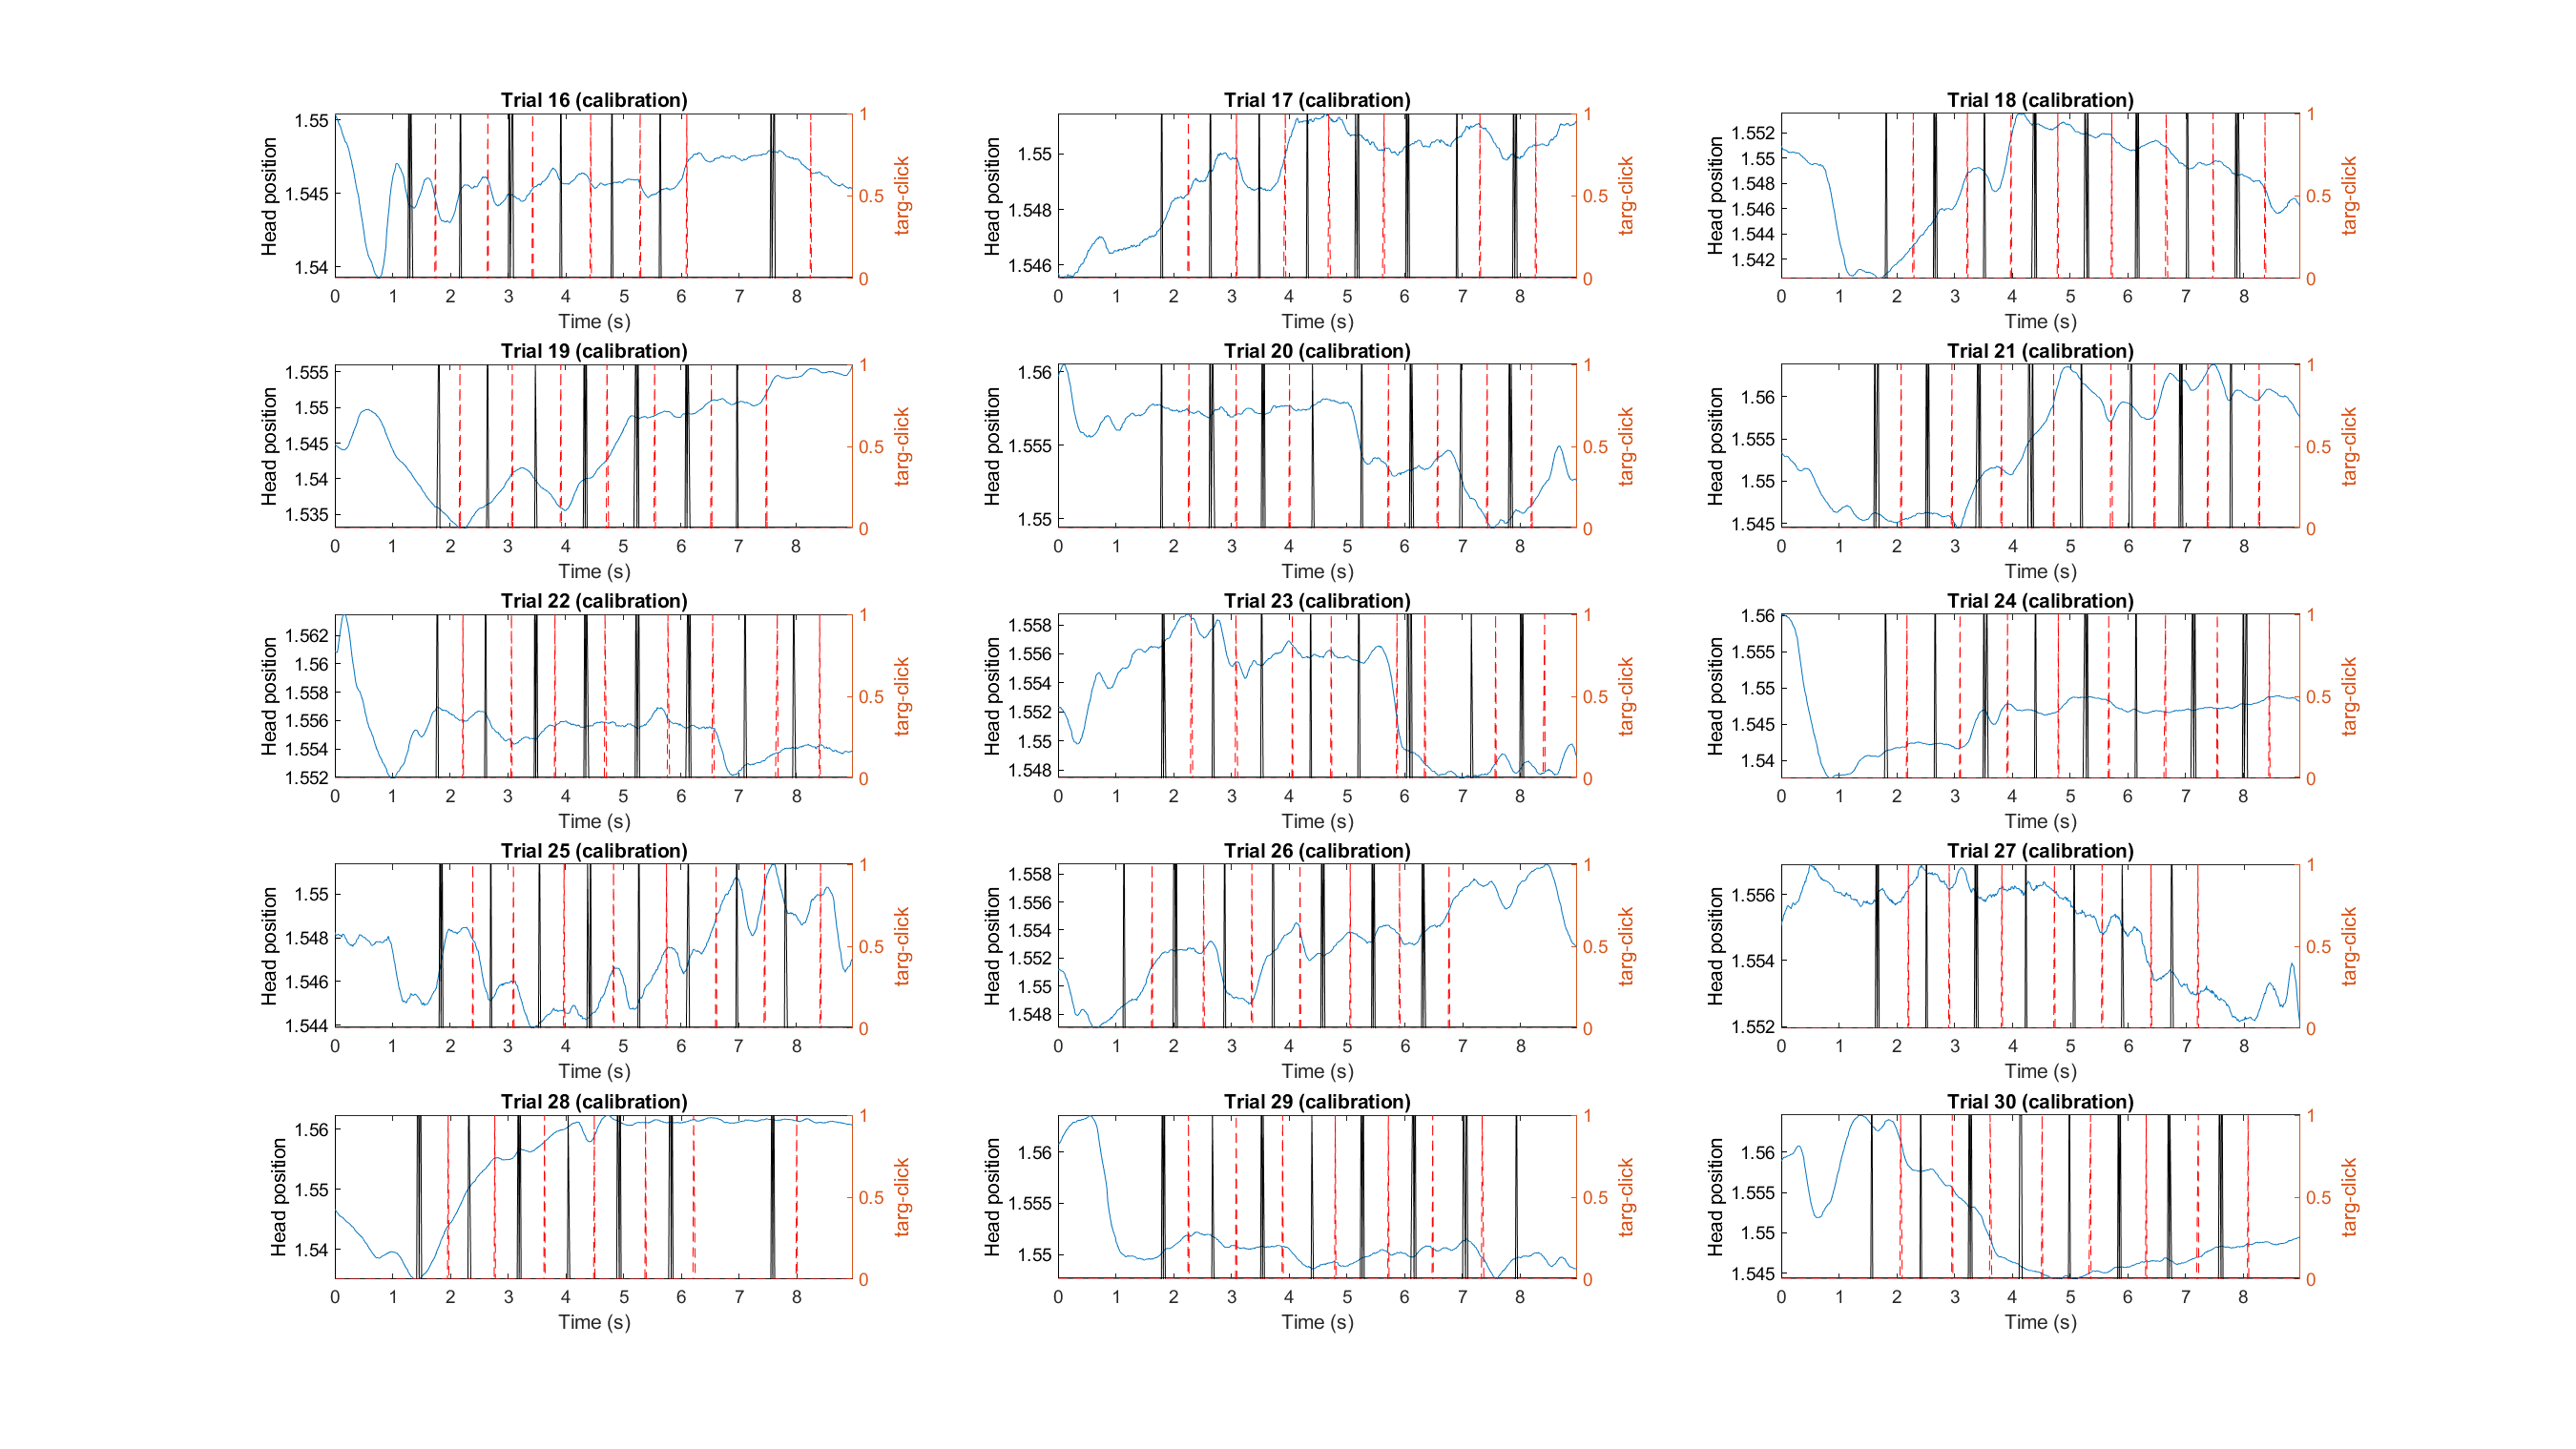 Trial 16 (calibration)
Head position
1.55
1.545
1.54
1
0.5
0
targ-click
0 1 2 3 4 5 6 7 8
Time (s)
Trial 17 (calibration)
Head position
1.55
1.548
1.546
1
0.5
0
targ-click
0 1 2 3 4 5 6 7 8
Time (s)
Trial 18 (calibration)
Head position
1.552
1.55
1.548
1.546
1.544
1.542
1
0.5
0
targ-click
0 1 2 3 4 5 6 7 8
Time (s)
Trial 19 (calibration)
Head position
1.555
1.55
1.545
1.54
1.535
1
0.5
0
targ-click
0 1 2 3 4 5 6 7 8
Time (s)
Trial 20 (calibration)
Head position
1.56
1.555
1.55
1
0.5
0
targ-click
0 1 2 3 4 5 6 7 8
Time (s)
Trial 21 (calibration)
Head position
1.56
1.555
1.55
1.545
1
0.5
0
targ-click
0 1 2 3 4 5 6 7 8
Time (s)
Trial 22 (calibration)
Head position
1.562
1.56
1.558
1.556
1.554
1.552
1
0.5
0
targ-click
0 1 2 3 4 5 6 7 8
Time (s)
Trial 23 (calibration)
Head position
1.558
1.556
1.554
1.552
1.55
1.548
1
0.5
0
targ-click
0 1 2 3 4 5 6 7 8
Time (s)
Trial 24 (calibration)
Head position
1.56
1.555
1.55
1.545
1.54
1
0.5
0
targ-click
0 1 2 3 4 5 6 7 8
Time (s)
Trial 25 (calibration)
Head position
1.55
1.548
1.546
1.544
1
0.5
0
targ-click
0 1 2 3 4 5 6 7 8
Time (s)
Trial 26 (calibration)
Head position
1.558
1.556
1.554
1.552
1.55
1.548
1
0.5
0
targ-click
0 1 2 3 4 5 6 7 8
Time (s)
Trial 27 (calibration)
Head position
1.556
1.554
1.552
1
0.5
0
targ-click
0 1 2 3 4 5 6 7 8
Time (s)
Trial 28 (calibration)
Head position
1.56
1.55
1.54
1
0.5
0
targ-click
0 1 2 3 4 5 6 7 8
Time (s)
Trial 29 (calibration)
Head position
1.56
1.555
1.55
1
0.5
0
targ-click
0 1 2 3 4 5 6 7 8
Time (s)
Trial 30 (calibration)
Head position
1.56
1.555
1.55
1.545
1
0.5
0
targ-click
0 1 2 3 4 5 6 7 8
Time (s)